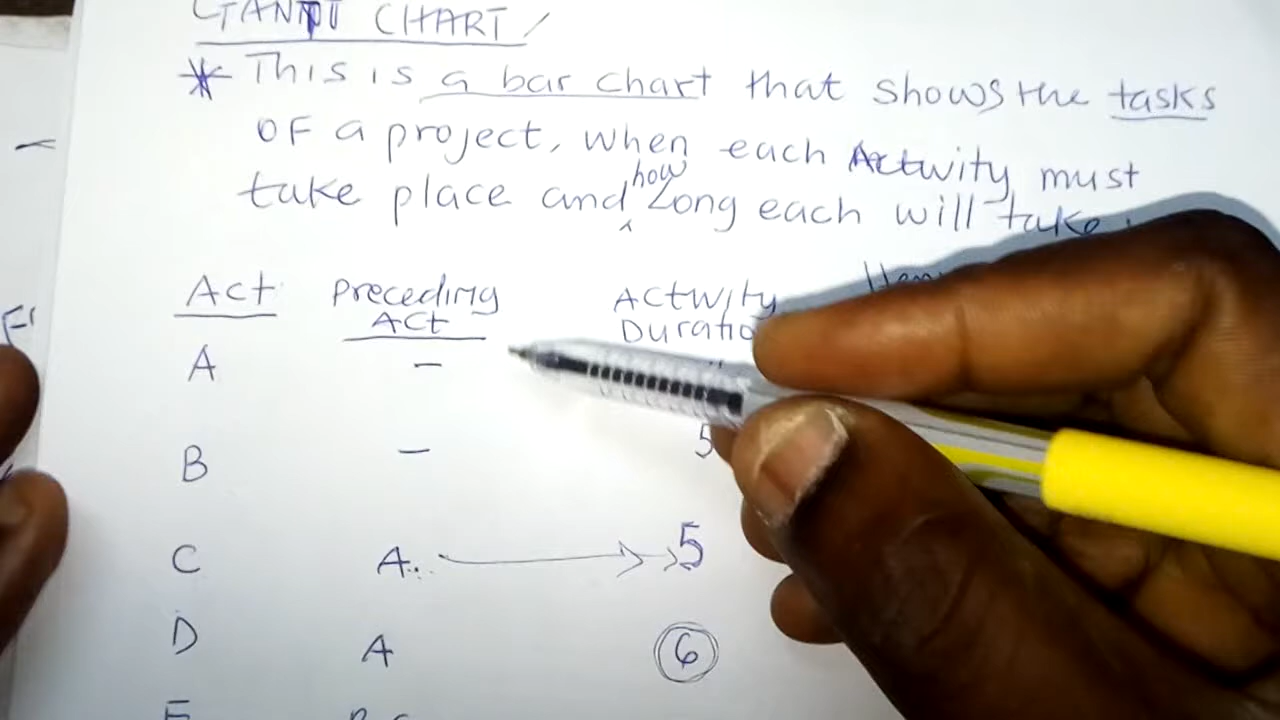 GANTT CHART
* This is a bar chart that shows the tasks
OF a project, when each Activity must
take place and how Long each will take.
Act Preceding Act Activity Duration
A -
B - 5
C A 5
D A 6